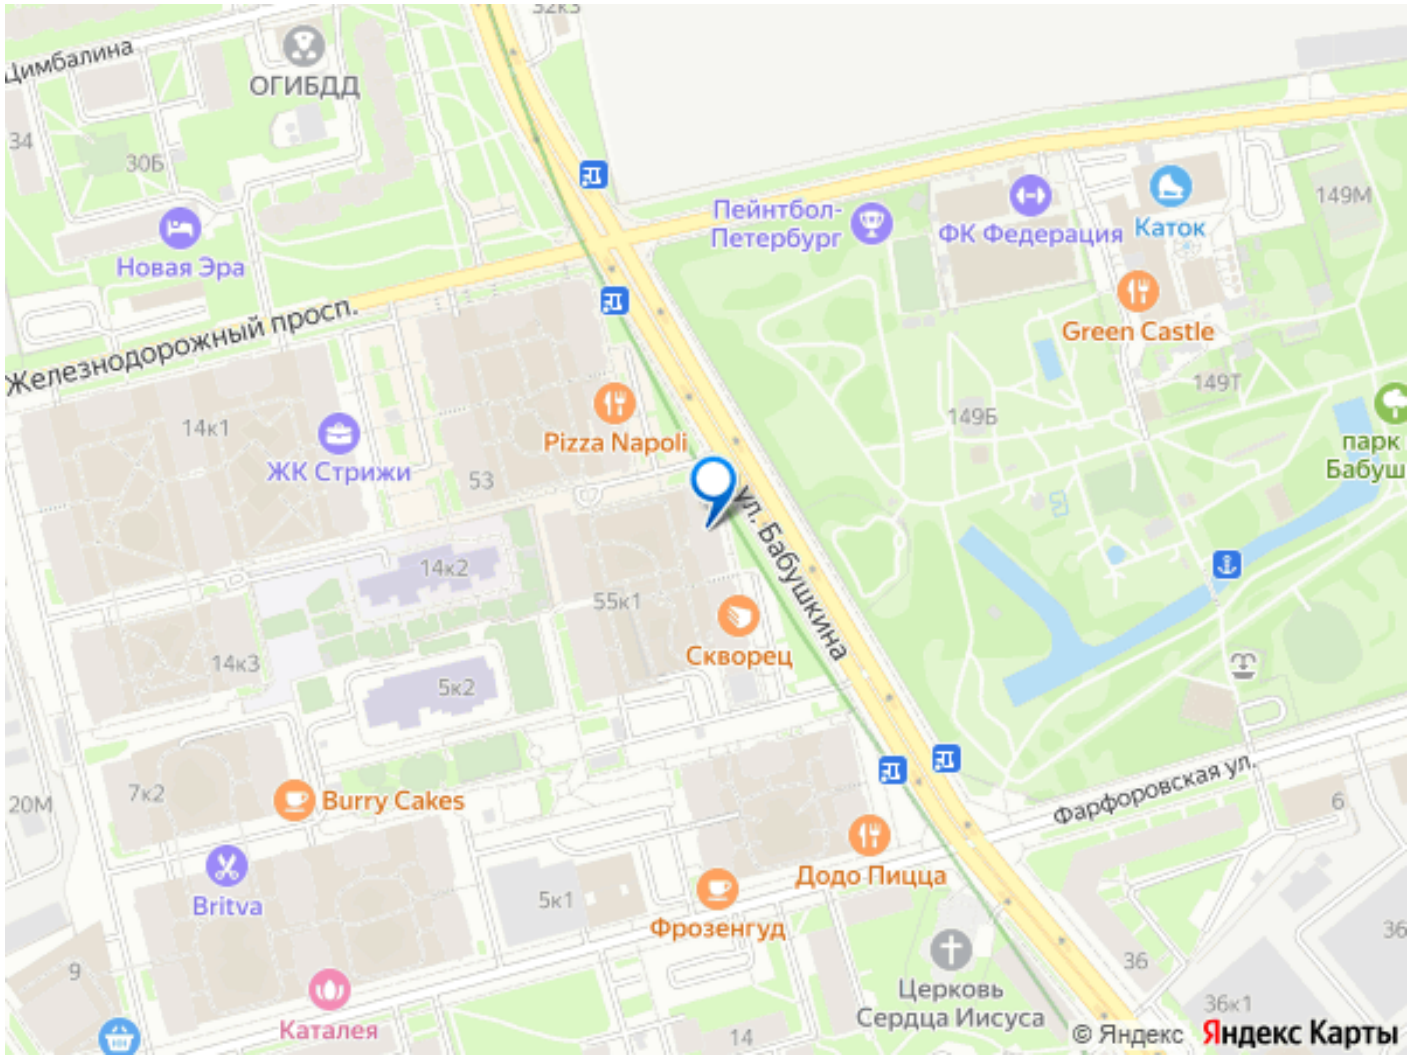 32к3
Цимбалина
ОГИБДД
34
30Б
149М
Пейнтбол-
Петербург
ФК Федерация
Каток
Новая Эра
Железнодорожный просп.
Green Castle
149Т
149Б
14к1
Pizza Napoli
ЖК Стрижи
53
парк
Бабуш
ул. Бабушкина
14к2
55к1
Скворец
14к3
5к2
Фарфоровская ул.
7к2
Burry Cakes
20М
6
Додо Пицца
Britva
5к1
Фрозенгуд
36
9
36
Церковь
Сердца Иисуса
36к1
Каталея
14
© Яндекс Яндекс Карты